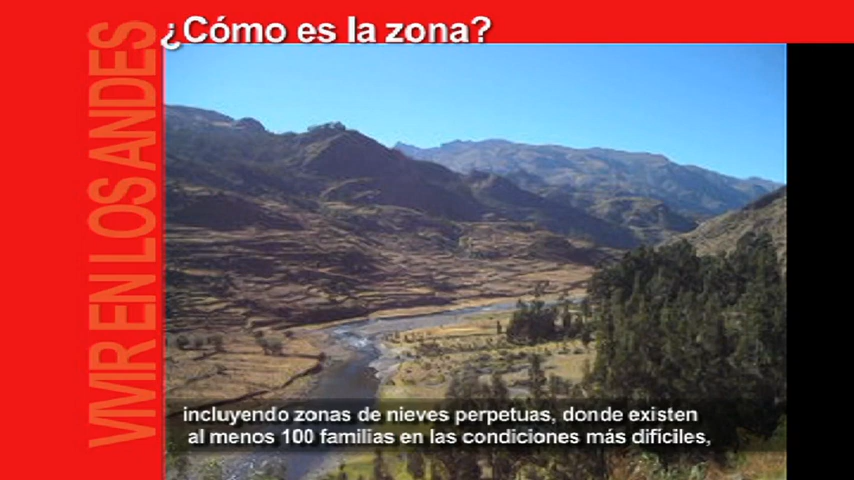 ¿Cómo es la zona?
VIVIR EN LOS ANDES
incluyendo zonas de nieves perpetuas, donde existen
al menos 100 familias en las condiciones más difíciles,